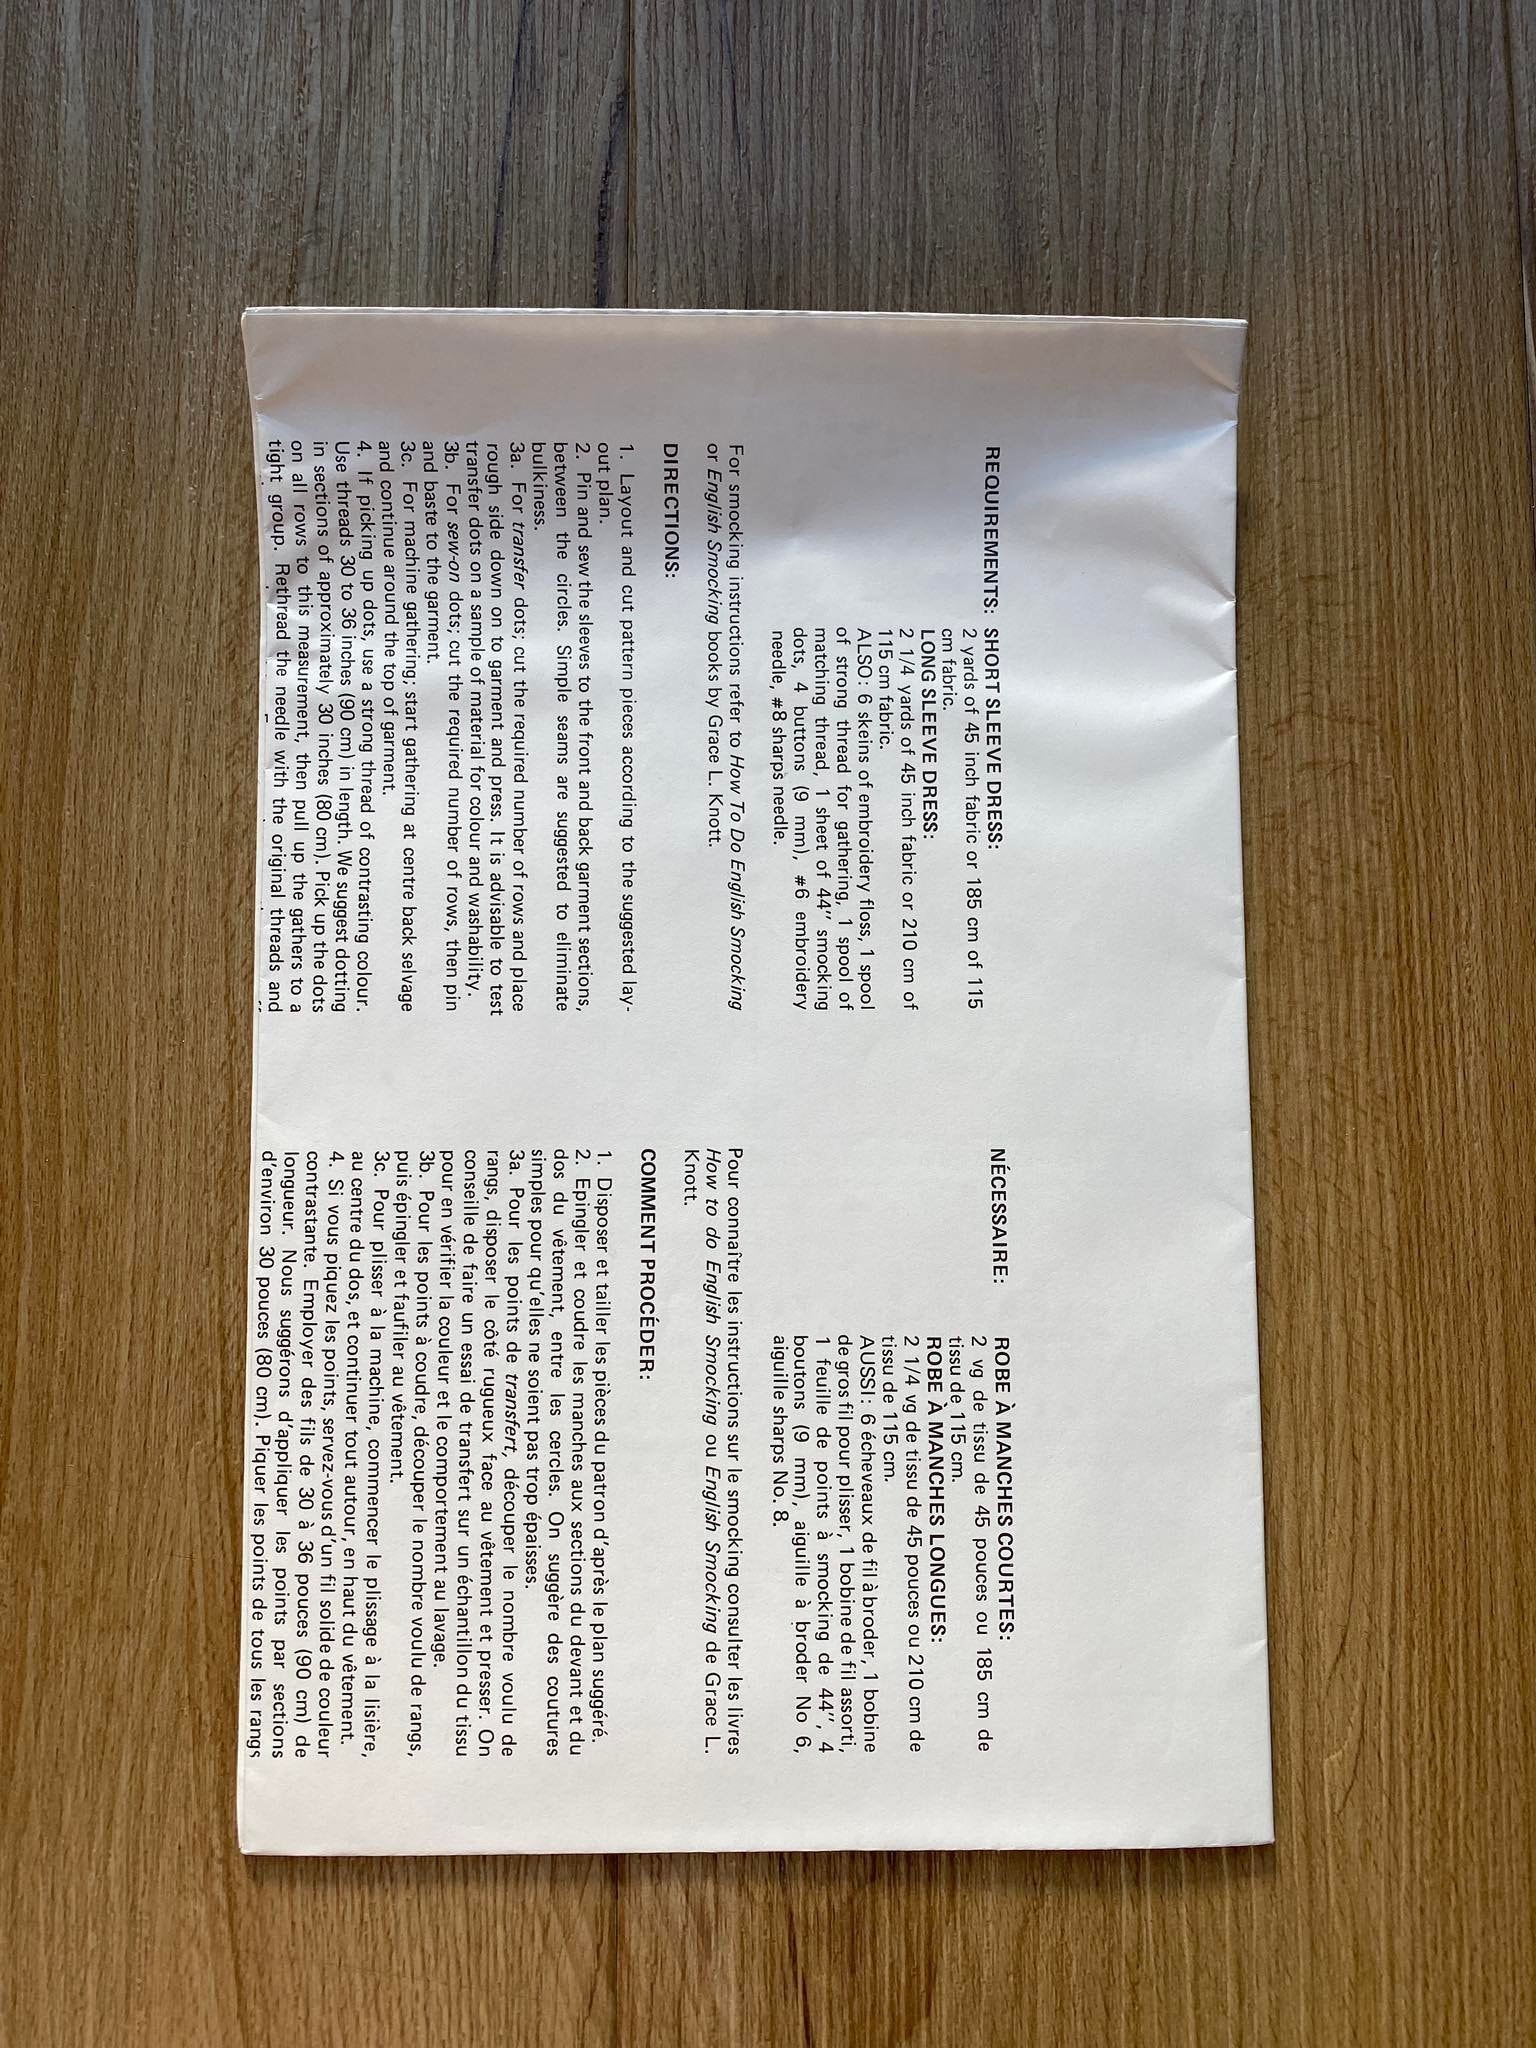 REQUIREMENTS: SHORT SLEEVE DRESS:
2 yards of 45 inch fabric or 185 cm of 115
cm fabric.
LONG SLEEVE DRESS:
2 1/4 yards of 45 inch fabric or 210 cm of
115 cm fabric.
ALSO: 6 skeins of embroidery floss, 1 spool
of strong thread for gathering, 1 spool of
matching thread, 1 sheet of 44" smocking
dots, 4 buttons (9 mm), #6 embroidery
needle, #8 sharps needle.
For smocking instructions refer to How To Do English Smocking
or English Smocking books by Grace L. Knott.
DIRECTIONS:
1. Layout and cut pattern pieces according to the suggested lay-
out plan.
2. Pin and sew the sleeves to the front and back garment sections,
between the circles. Simple seams are suggested to eliminate
bulkiness.
3a. For transfer dots; cut the required number of rows and place
rough side down on to garment and press. It is advisable to test
transfer dots on a sample of material for colour and washability.
3b. For sew-on dots; cut the required number of rows, then pin
and baste to the garment.
3c. For machine gathering; start gathering at centre back selvage
and continue around the top of garment.
4. If picking up dots, use a strong thread of contrasting colour.
Use threads 30 to 36 inches (90 cm) in length. We suggest dotting
in sections of approximately 30 inches (80 cm). Pick up the dots
on all rows to this measurement, then pull up the gathers to a
tight group. Rethread the needle with the original threads and
NÉCESSAIRE: ROBE À MANCHES COURTES:
2 vg de tissu de 45 pouces ou 185 cm de
tissu de 115 cm.
ROBE À MANCHES LONGUES:
2 1/4 vg de tissu de 45 pouces ou 210 cm de
tissu de 115 cm.
AUSSI: 6 écheveaux de fil à broder, 1 bobine
de gros fil pour plisser, 1 bobine de fil assorti,
1 feuille de points à smocking de 44'', 4
boutons (9 mm), aiguille à broder No 6,
aiguille sharps No. 8.
Pour connaître les instructions sur le smocking consulter les livres
How to do English Smocking ou English Smocking de Grace L.
Knott.
COMMENT PROCÉDER:
1. Disposer et tailler les pièces du patron d'après le plan suggéré.
2. Epingler et coudre les manches aux sections du devant et du
dos du vêtement, entre les cercles. On suggère des coutures
simples pour qu'elles ne soient pas trop épaisses.
3a. Pour les points de transfert, découper le nombre voulu de
rangs, disposer le côté rugueux face au vêtement et presser. On
conseille de faire un essai de transfert sur un échantillon du tissu
pour en vérifier la couleur et le comportement au lavage.
3b. Pour les points à coudre, découper le nombre voulu de rangs,
puis épingler et faufiler au vêtement.
3c. Pour plisser à la machine, commencer le plissage à la lisière,
au centre du dos, et continuer tout autour, en haut du vêtement.
4. Si vous piquez les points, servez-vous d'un fil solide de couleur
contrastante. Employer des fils de 30 à 36 pouces (90 cm) de
longueur. Nous suggérons d'appliquer les points par sections
d'environ 30 pouces (80 cm). Piquer les points de tous les rangs